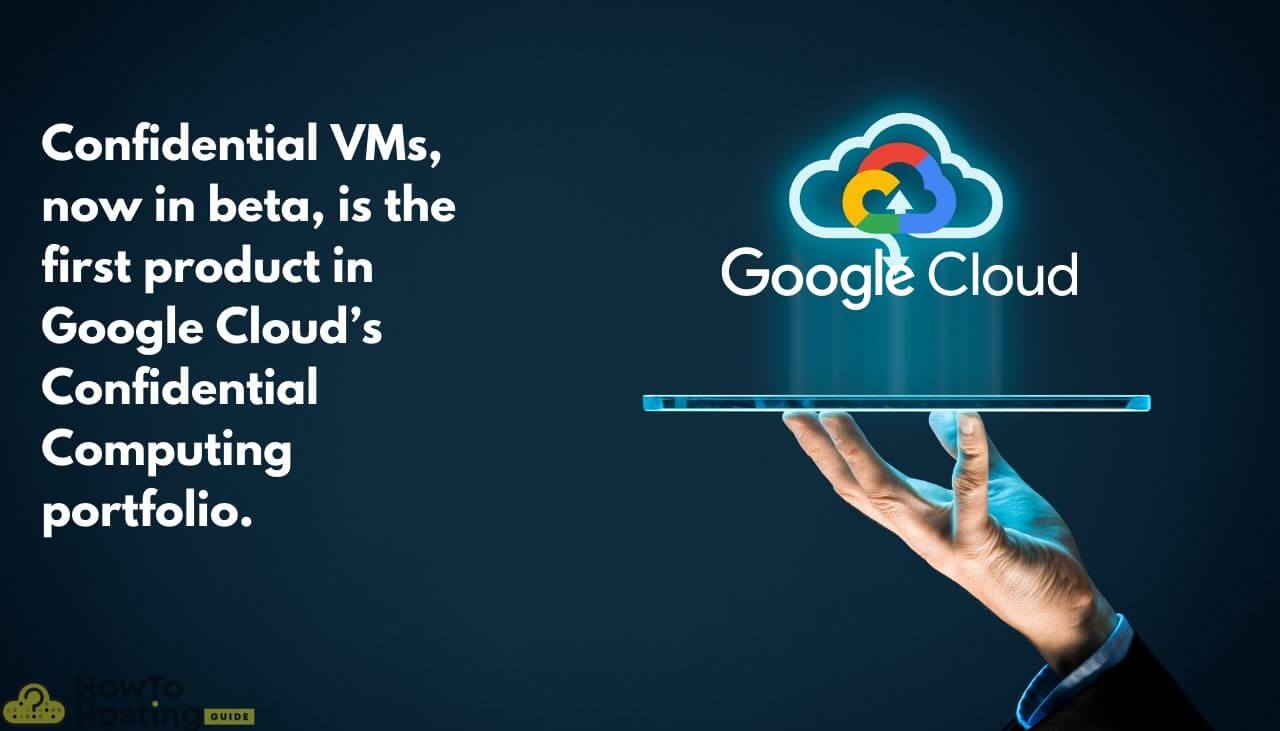 Confidential VMs,
now in beta, is the
first product in
Google Cloud’s
Confidential
Computing
portfolio.
Google Cloud
HowTo
Hosting
GUIDE